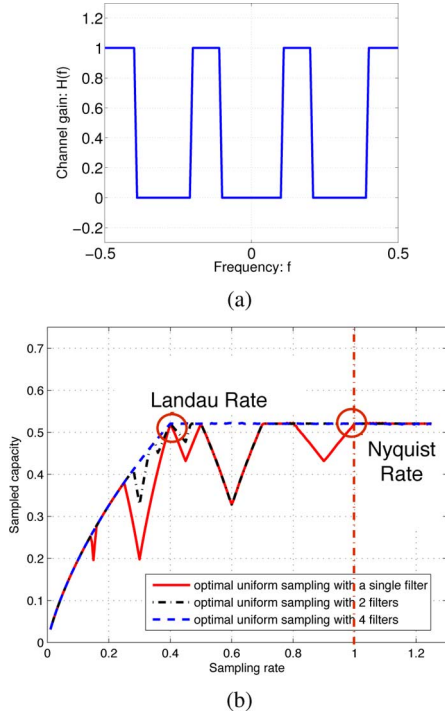 1.2
1
0.8
0.6
0.4
0.2
0
-0.2
Channel gain: H(f)
-0.5 0 0.5
Frequency: f
(a)
0.7
0.6
0.5
0.4
0.3
0.2
0.1
0
Sampled capacity
Landau Rate
Nyquist
Rate
optimal uniform sampling with a single filter
optimal uniform sampling with 2 filters
optimal uniform sampling with 4 filters
0 0.2 0.4 0.6 0.8 1 1.2
Sampling rate
(b)